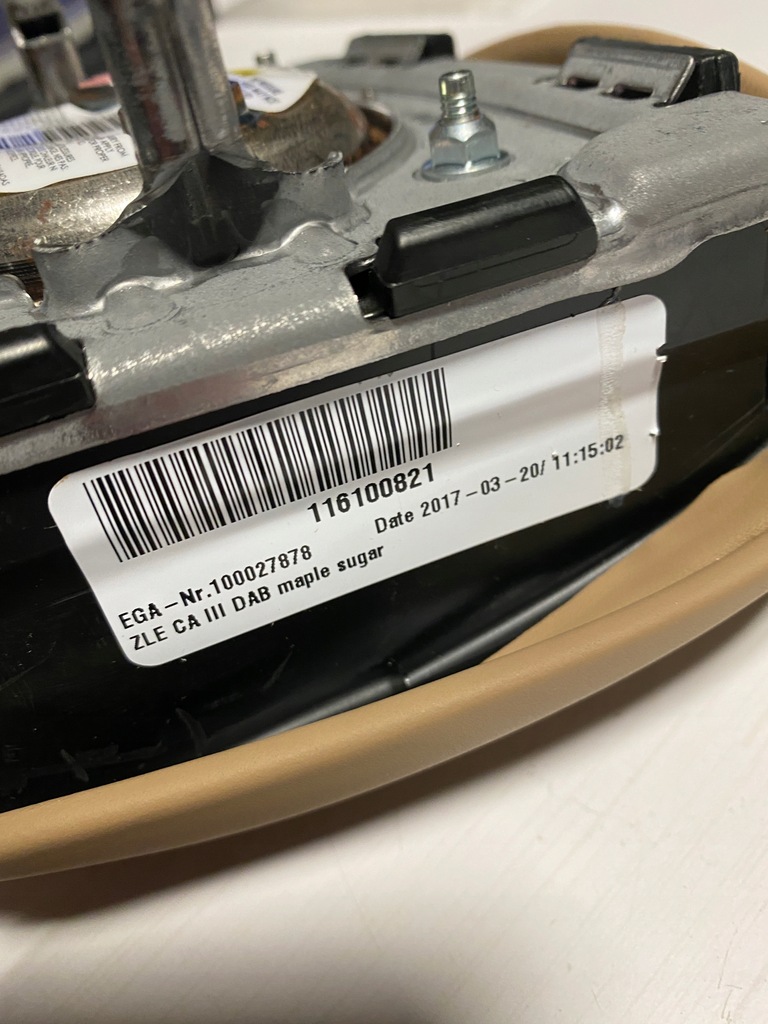 116100821
Date 2017-03-20/ 11:15:02
EGA-Nr.100027878
ZLE CA III DAB maple sugar